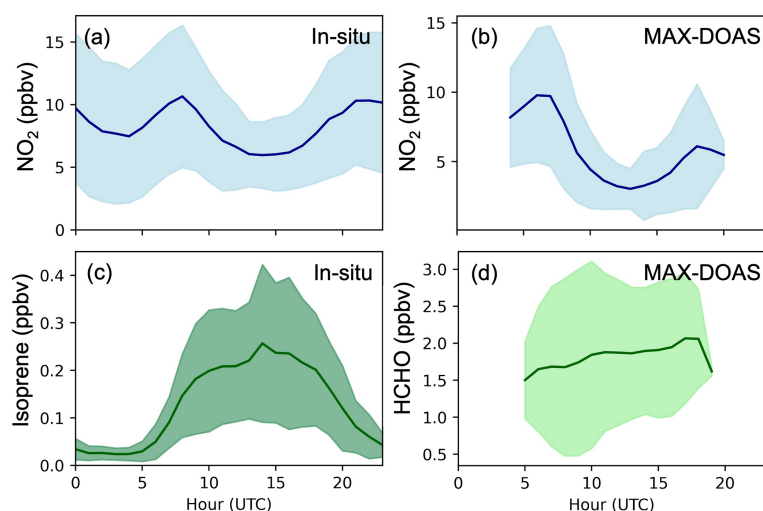 (a) In-situ
NO₂ (ppbv)
15
10
5
0
(b) MAX-DOAS
NO₂ (ppbv)
15
10
5
(c) In-situ
Isoprene (ppbv)
0.4
0.3
0.2
0.1
0.0
0 5 10 15 20
Hour (UTC)
(d) MAX-DOAS
HCHO (ppbv)
3.0
2.5
2.0
1.5
1.0
0.5
0 5 10 15 20
Hour (UTC)